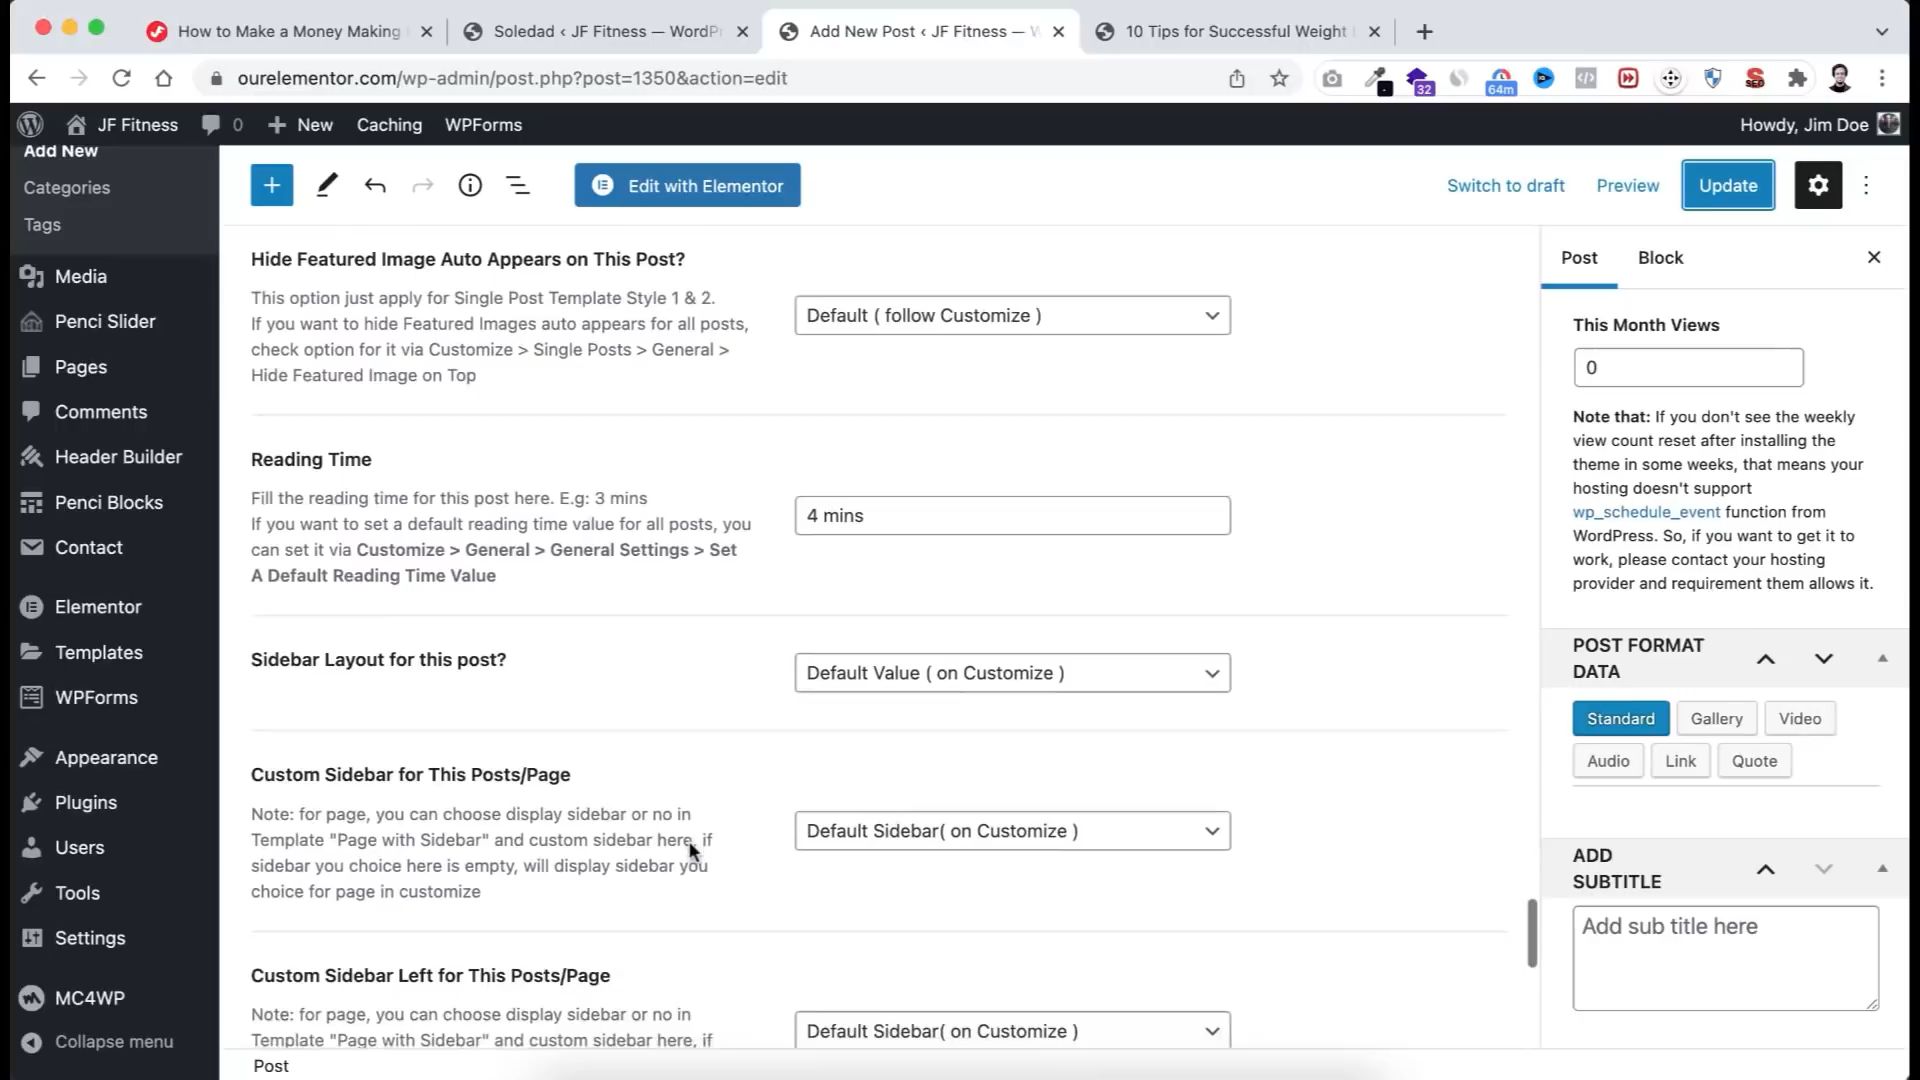 How to Make a Money Making
Soledad ‹ JF Fitness — WordPr
Add New Post ‹ JF Fitness — W
10 Tips for Successful Weight
ourelementor.com/wp-admin/post.php?post=1350&action=edit
32
64m
SEO
JF Fitness
0
New
Caching
WPForms
Howdy, Jim Doe
Add New
Categories
Tags
Media
Penci Slider
Pages
Comments
Header Builder
Penci Blocks
Contact
Elementor
Templates
WPForms
Appearance
Plugins
Users
Tools
Settings
MC4WP
Collapse menu
Edit with Elementor
Switch to draft
Preview
Update
Hide Featured Image Auto Appears on This Post?
This option just apply for Single Post Template Style 1 & 2.
If you want to hide Featured Images auto appears for all posts,
check option for it via Customize > Single Posts > General >
Hide Featured Image on Top
Default ( follow Customize )
Reading Time
Fill the reading time for this post here. E.g: 3 mins
If you want to set a default reading time value for all posts, you
can set it via Customize > General > General Settings > Set
A Default Reading Time Value
4 mins
Sidebar Layout for this post?
Default Value ( on Customize )
Custom Sidebar for This Posts/Page
Note: for page, you can choose display sidebar or no in
Template "Page with Sidebar" and custom sidebar here, if
sidebar you choice here is empty, will display sidebar you
choice for page in customize
Default Sidebar( on Customize )
Custom Sidebar Left for This Posts/Page
Note: for page, you can choose display sidebar or no in
Template "Page with Sidebar" and custom sidebar here, if
Default Sidebar( on Customize )
Post
Post
Block
This Month Views
0
Note that: If you don't see the weekly
view count reset after installing the
theme in some weeks, that means your
hosting doesn't support
wp_schedule_event function from
WordPress. So, if you want to get it to
work, please contact your hosting
provider and requirement them allows it.
POST FORMAT
DATA
Standard
Gallery
Video
Audio
Link
Quote
ADD
SUBTITLE
Add sub title here